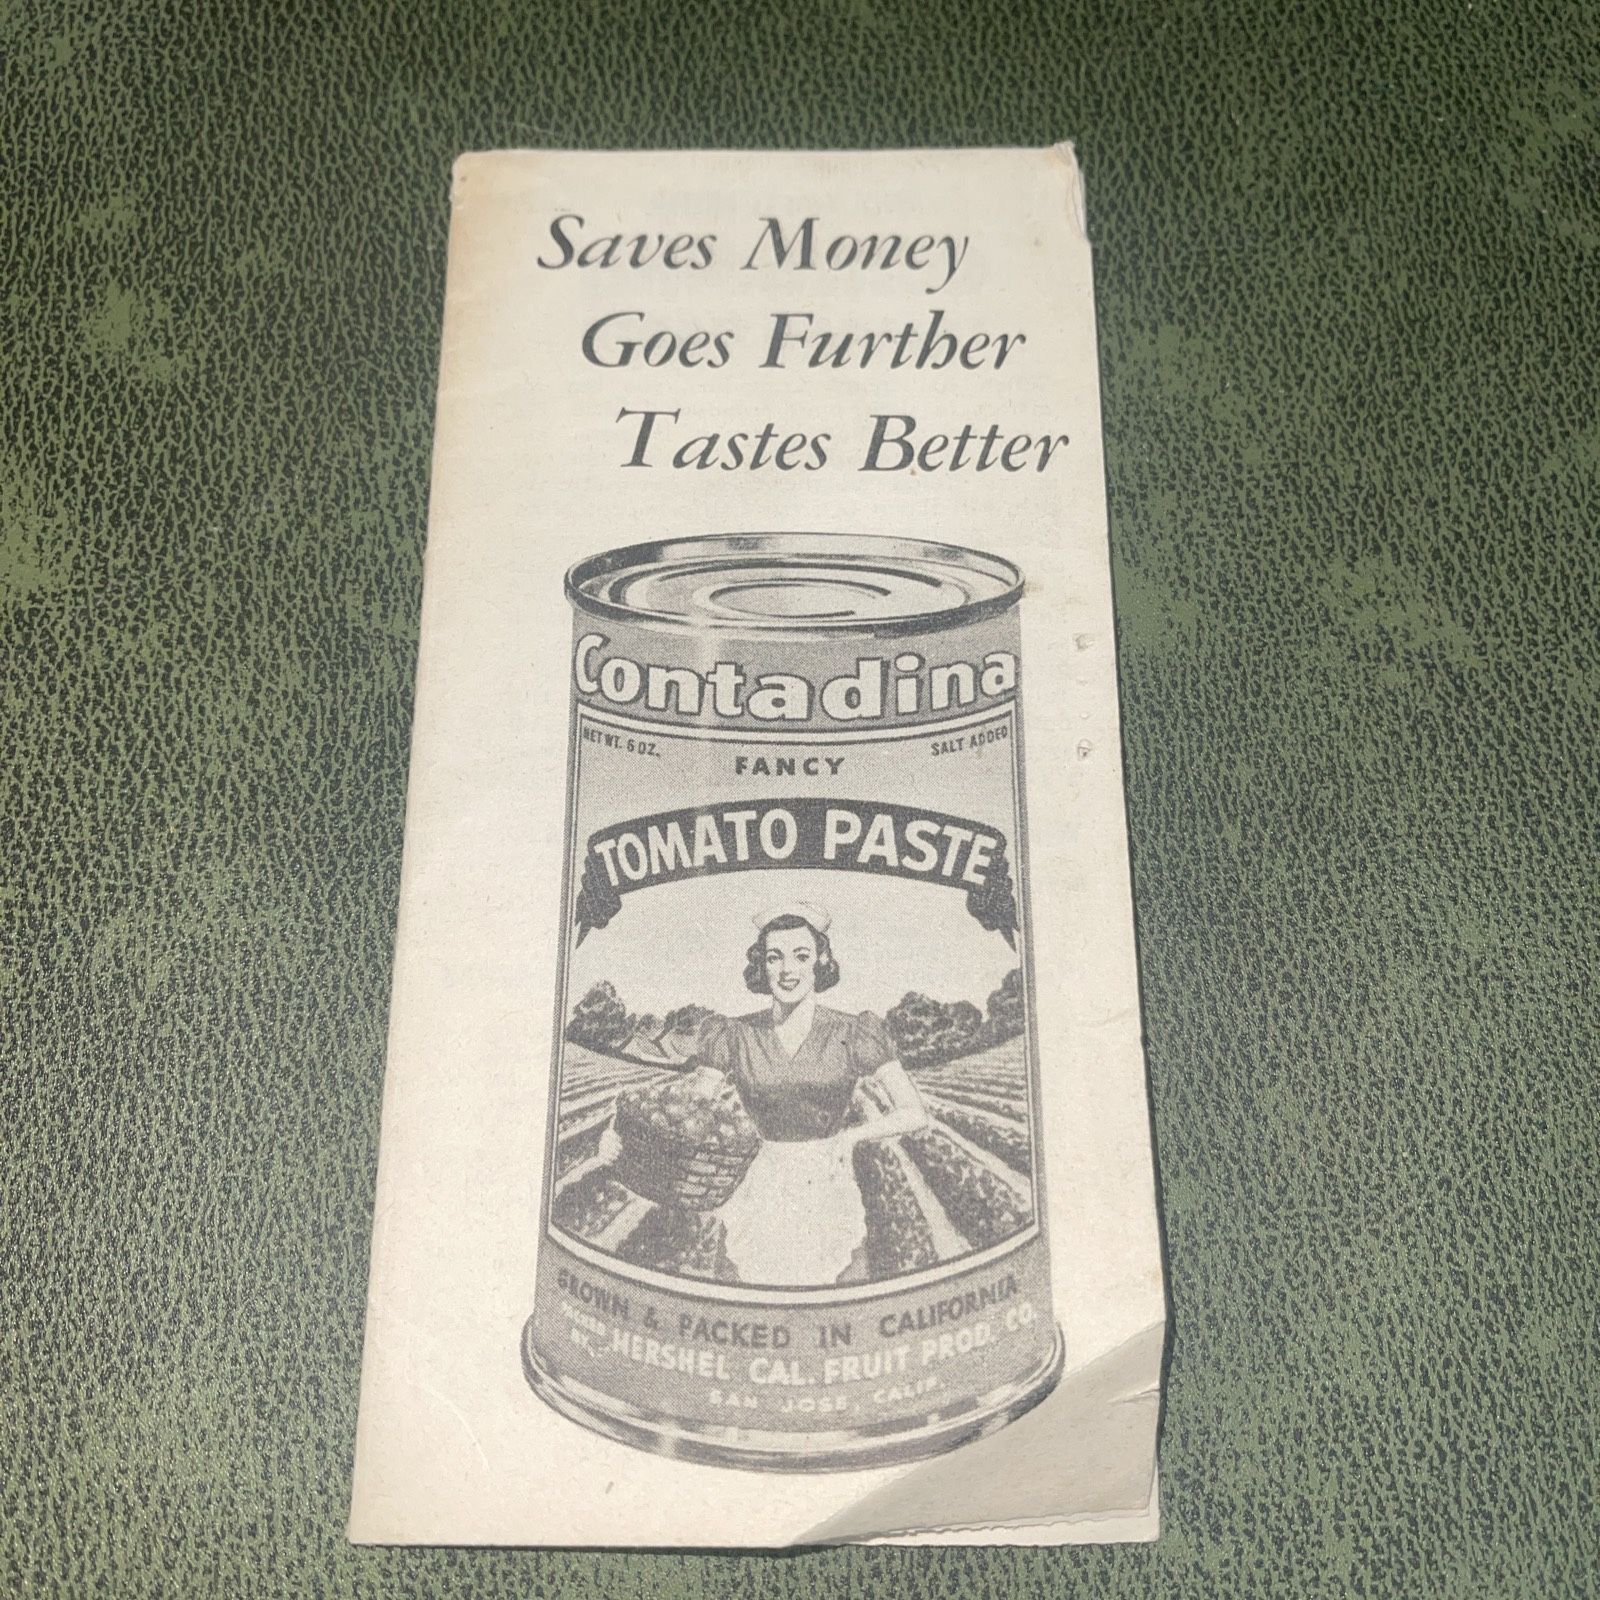 Saves Money
Goes Further
Tastes Better
Contadina
NET WT. 6 OZ.
SALT ADDED
FANCY
TOMATO PASTE
GROWN & PACKED IN CALIFORNIA
HERSHEL CAL. FRUIT PROD. CO.
SAN JOSE, CALIF.